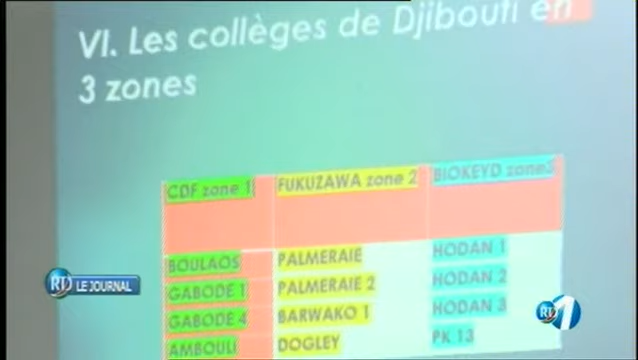 VI. Les collèges de Djibouti en
3 zones
CDF zone 1 FUKUZAWA zone 2 BIOKEYD zone3
BOULAOS PALMERAIE HODAN 1
GABODE 1 PALMERAIE 2 HODAN 2
GABODE 4 BARWAKO 1 HODAN 3
AMBOULI DOGLEY PK 13
RTD LE JOURNAL
RTD 1